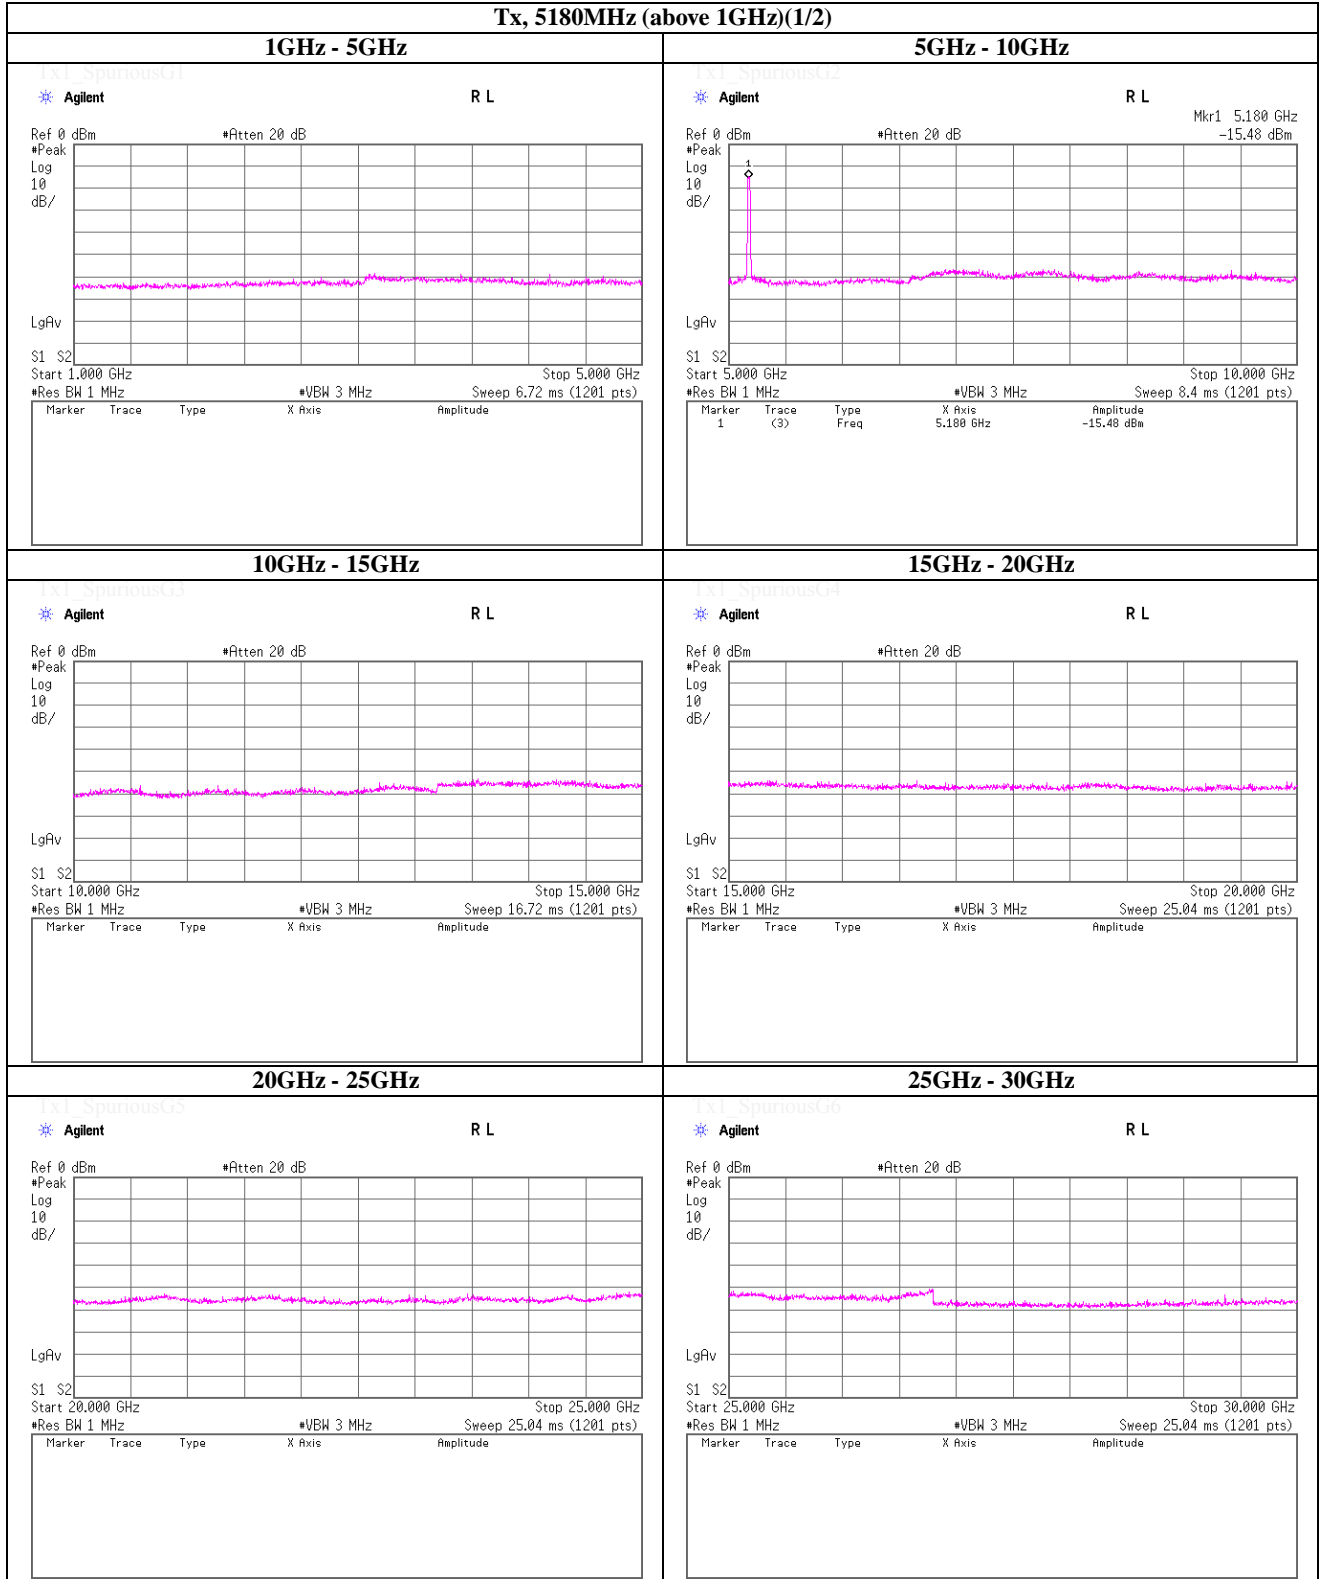 Tx, 5180MHz (above 1GHz)(1/2)
1GHz - 5GHz
Tx1_SpuriousG1
Agilent
R L
Ref 0 dBm #Atten 20 dB
#Peak
Log
10
dB/
LgAv
S1 S2
Start 1.000 GHz Stop 5.000 GHz
#Res BW 1 MHz #VBW 3 MHz Sweep 6.72 ms (1201 pts)
Marker Trace Type X Axis Amplitude
5GHz - 10GHz
Tx1_SpuriousG2
Agilent
R L
Mkr1 5.180 GHz
Ref 0 dBm #Atten 20 dB -15.48 dBm
#Peak
Log
10
dB/
1
LgAv
S1 S2
Start 5.000 GHz Stop 10.000 GHz
#Res BW 1 MHz #VBW 3 MHz Sweep 8.4 ms (1201 pts)
Marker Trace Type X Axis Amplitude
1 (3) Freq 5.180 GHz -15.48 dBm
10GHz - 15GHz
Tx1_SpuriousG3
Agilent
R L
Ref 0 dBm #Atten 20 dB
#Peak
Log
10
dB/
LgAv
S1 S2
Start 10.000 GHz Stop 15.000 GHz
#Res BW 1 MHz #VBW 3 MHz Sweep 16.72 ms (1201 pts)
Marker Trace Type X Axis Amplitude
15GHz - 20GHz
Tx1_SpuriousG4
Agilent
R L
Ref 0 dBm #Atten 20 dB
#Peak
Log
10
dB/
LgAv
S1 S2
Start 15.000 GHz Stop 20.000 GHz
#Res BW 1 MHz #VBW 3 MHz Sweep 25.04 ms (1201 pts)
Marker Trace Type X Axis Amplitude
20GHz - 25GHz
Tx1_SpuriousG5
Agilent
R L
Ref 0 dBm #Atten 20 dB
#Peak
Log
10
dB/
LgAv
S1 S2
Start 20.000 GHz Stop 25.000 GHz
#Res BW 1 MHz #VBW 3 MHz Sweep 25.04 ms (1201 pts)
Marker Trace Type X Axis Amplitude
25GHz - 30GHz
Tx1_SpuriousG6
Agilent
R L
Ref 0 dBm #Atten 20 dB
#Peak
Log
10
dB/
LgAv
S1 S2
Start 25.000 GHz Stop 30.000 GHz
#Res BW 1 MHz #VBW 3 MHz Sweep 25.04 ms (1201 pts)
Marker Trace Type X Axis Amplitude